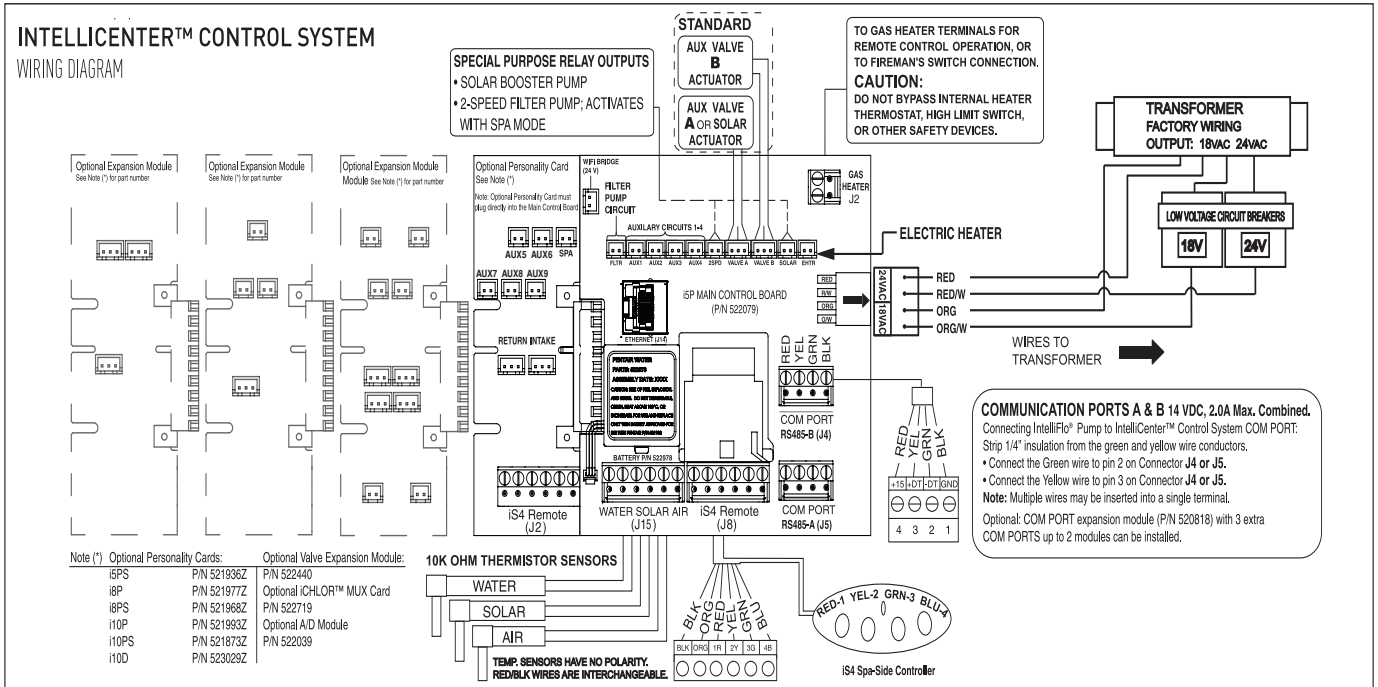 INTELLICENTER™ CONTROL SYSTEM
WIRING DIAGRAM
SPECIAL PURPOSE RELAY OUTPUTS
• SOLAR BOOSTER PUMP
• 2-SPEED FILTER PUMP; ACTIVATES
WITH SPA MODE
STANDARD
AUX VALVE
B
ACTUATOR
AUX VALVE
A OR SOLAR
ACTUATOR
TO GAS HEATER TERMINALS FOR
REMOTE CONTROL OPERATION, OR
TO FIREMAN'S SWITCH CONNECTION.
CAUTION:
DO NOT BYPASS INTERNAL HEATER
THERMOSTAT, HIGH LIMIT SWITCH,
OR OTHER SAFETY DEVICES.
TRANSFORMER
FACTORY WIRING
OUTPUT: 18VAC 24VAC
LOW VOLTAGE CIRCUIT BREAKERS
18V
24V
Optional Expansion Module
See Note (*) for part number
Optional Expansion Module
See Note (*) for part number
Optional Expansion Module
Module See Note (*) for part number
Optional Personality Card
See Note (*)
Note: Optional Personality Card must
plug directly into the Main Control Board
AUX5 AUX6 SPA
AUX7 AUX8 AUX9
RETURN INTAKE
iS4 Remote
(J2)
WIFI BRIDGE
(24 V)
FILTER
PUMP
CIRCUIT
AUXILARY CIRCUITS 1-4
FLTR AUX1 AUX2 AUX3 AUX4 2SPD VALVE A VALVE B SOLAR EHTR
GAS
HEATER
J2
ELECTRIC HEATER
i5P MAIN CONTROL BOARD
(P/N 522079)
ETHERNET (J14)
RED
R/W
ORG
O/W
24VAC 18VAC
RED
RED/W
ORG
ORG/W
WIRES TO
TRANSFORMER
PENTAIR WATER
ASSEMBLY DATE: XXXX
BATTERY P/N 522978
WATER SOLAR AIR
(J15)
iS4 Remote
(J8)
RED YEL GRN BLK
COM PORT
RS485-B (J4)
COM PORT
RS485-A (J5)
RED YEL GRN BLK
+15 +DT -DT GND
4 3 2 1
COMMUNICATION PORTS A & B 14 VDC, 2.0A Max. Combined.
Connecting IntelliFlo® Pump to IntelliCenter™ Control System COM PORT:
Strip 1/4" insulation from the green and yellow wire conductors.
• Connect the Green wire to pin 2 on Connector J4 or J5.
• Connect the Yellow wire to pin 3 on Connector J4 or J5.
Note: Multiple wires may be inserted into a single terminal.
Optional: COM PORT expansion module (P/N 520818) with 3 extra
COM PORTS up to 2 modules can be installed.
Note (*) Optional Personality Cards: Optional Valve Expansion Module:
i5PS P/N 521936Z P/N 522440
i8P P/N 521977Z Optional iCHLOR™ MUX Card
i8PS P/N 521968Z P/N 522719
i10P P/N 521993Z Optional A/D Module
i10PS P/N 521873Z P/N 522039
i10D P/N 523029Z
10K OHM THERMISTOR SENSORS
WATER
SOLAR
AIR
TEMP. SENSORS HAVE NO POLARITY.
RED/BLK WIRES ARE INTERCHANGEABLE.
BLK ORG RED YEL GRN BLU
BLK ORG 1R 2Y 3G 4B
RED-1 YEL-2 GRN-3 BLU-4
iS4 Spa-Side Controller